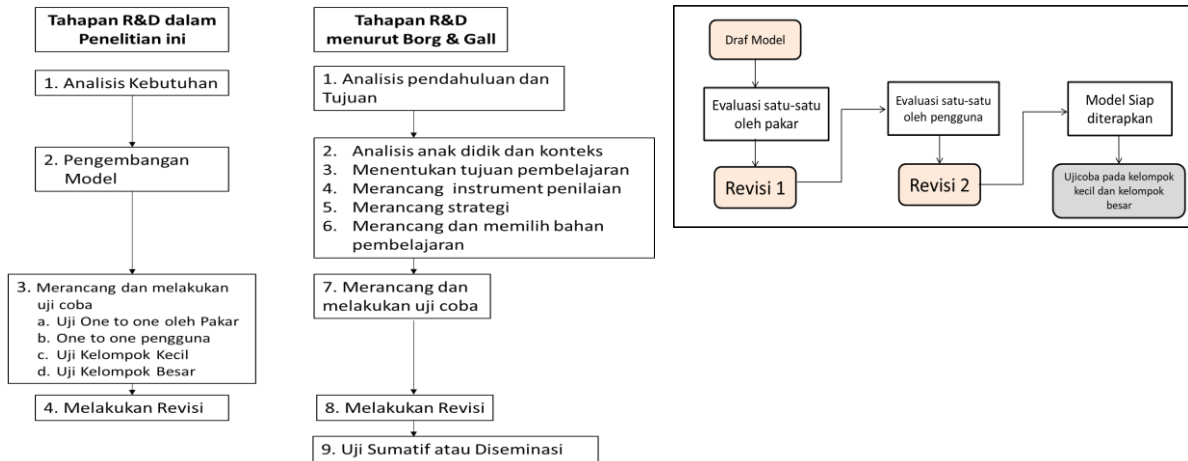 Tahapan R&D dalam
Penelitian ini
1. Analisis Kebutuhan
2. Pengembangan
Model
3. Merancang dan melakukan
uji coba
a. Uji One to one oleh Pakar
b. One to one pengguna
c. Uji Kelompok Kecil
d. Uji Kelompok Besar
4. Melakukan Revisi
Tahapan R&D
menurut Borg & Gall
1. Analisis pendahuluan dan
Tujuan
2. Analisis anak didik dan konteks
3. Menentukan tujuan pembelajaran
4. Merancang instrument penilaian
5. Merancang strategi
6. Merancang dan memilih bahan
pembelajaran
7. Merancang dan
melakukan uji coba
8. Melakukan Revisi
9. Uji Sumatif atau Diseminasi
Draf Model
Evaluasi satu-satu
oleh pakar
Revisi 1
Evaluasi satu-satu
oleh pengguna
Revisi 2
Model Siap
diterapkan
Ujicoba pada kelompok
kecil dan kelompok
besar